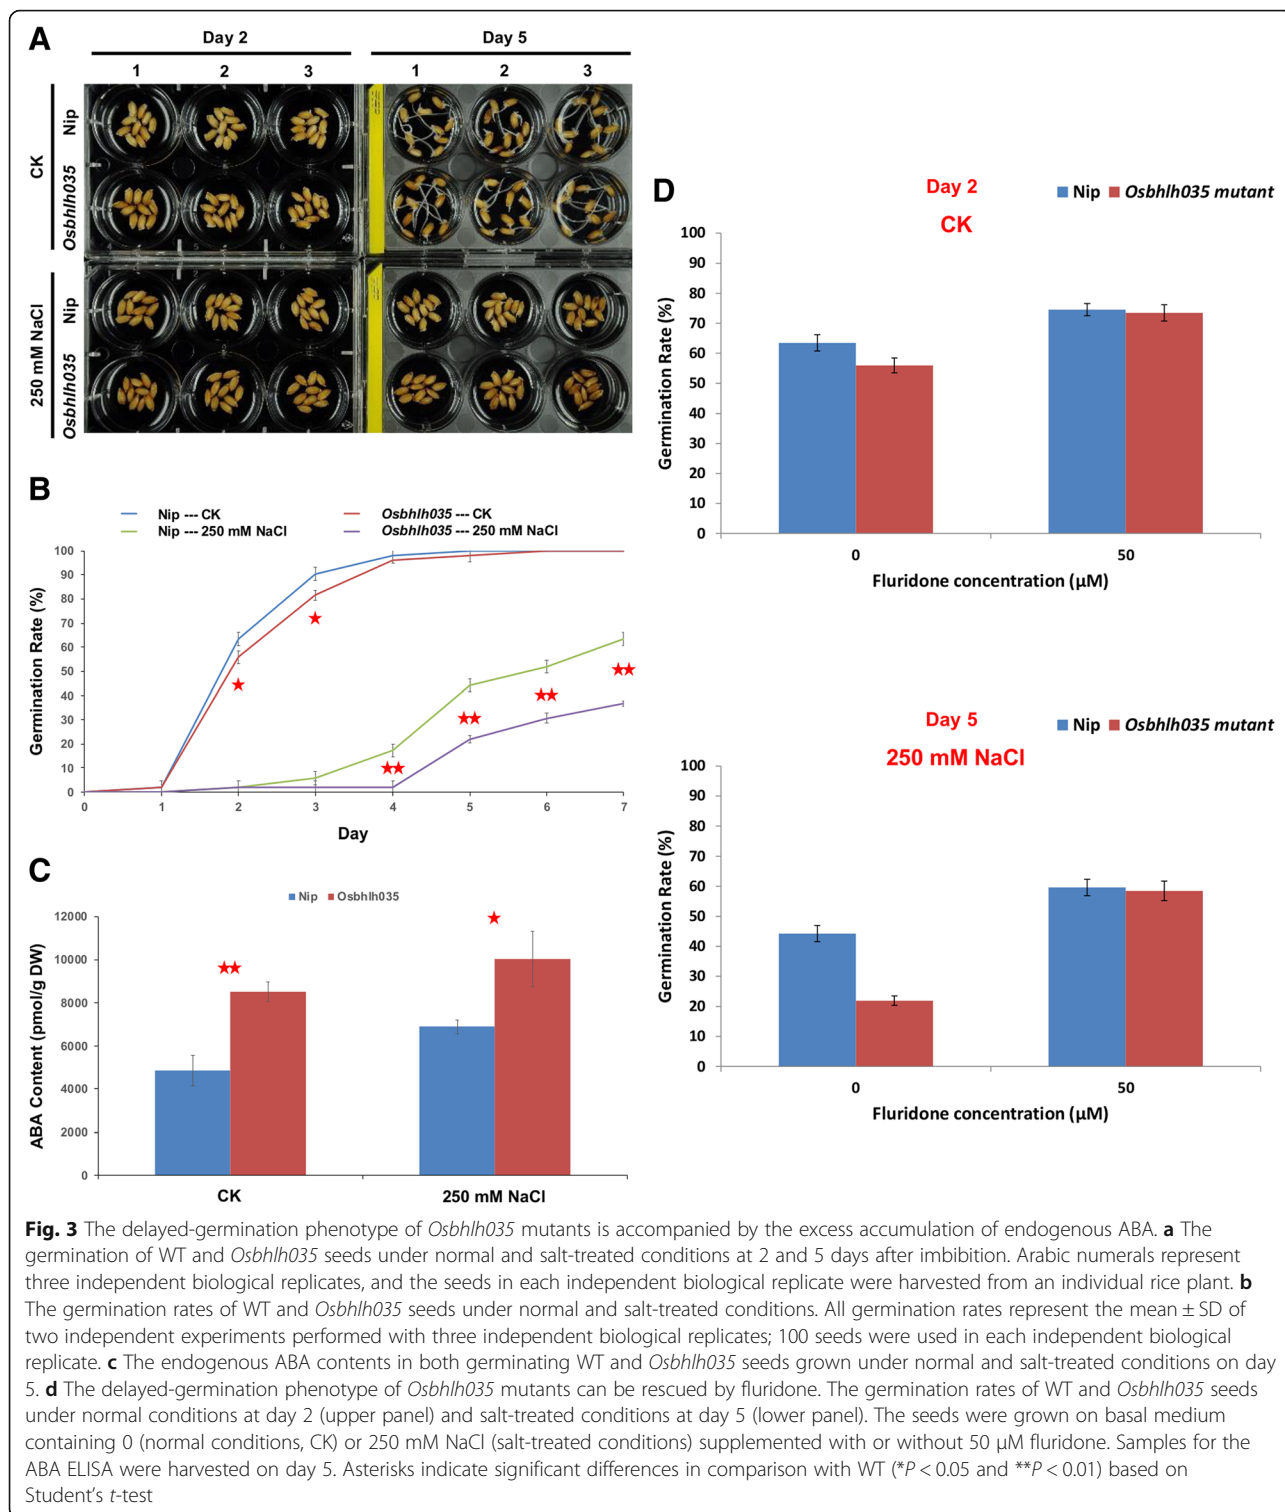 A
Day 2
Day 5
1 2 3 1 2 3
CK
Nip
Osbhlh035
250 mM NaCl
Nip
Osbhlh035
B
Nip --- CK
Osbhlh035 --- CK
Nip --- 250 mM NaCl
Osbhlh035 --- 250 mM NaCl
Germination Rate (%)
100
90
80
70
60
50
40
30
20
10
0
0 1 2 3 4 5 6 7
Day
C
Nip Osbhlh035
ABA Content (pmol/g DW)
12000
10000
8000
6000
4000
2000
0
CK 250 mM NaCl
D
Day 2
CK
Nip Osbhlh035 mutant
Germination Rate (%)
100
90
80
70
60
50
40
30
20
10
0
0 50
Fluridone concentration (μM)
Day 5
250 mM NaCl
Nip Osbhlh035 mutant
Germination Rate (%)
100
90
80
70
60
50
40
30
20
10
0
0 50
Fluridone concentration (μM)
Fig. 3 The delayed-germination phenotype of Osbhlh035 mutants is accompanied by the excess accumulation of endogenous ABA. a The
germination of WT and Osbhlh035 seeds under normal and salt-treated conditions at 2 and 5 days after imbibition. Arabic numerals represent
three independent biological replicates, and the seeds in each independent biological replicate were harvested from an individual rice plant. b
The germination rates of WT and Osbhlh035 seeds under normal and salt-treated conditions. All germination rates represent the mean ± SD of
two independent experiments performed with three independent biological replicates; 100 seeds were used in each independent biological
replicate. c The endogenous ABA contents in both germinating WT and Osbhlh035 seeds grown under normal and salt-treated conditions on day
5. d The delayed-germination phenotype of Osbhlh035 mutants can be rescued by fluridone. The germination rates of WT and Osbhlh035 seeds
under normal conditions at day 2 (upper panel) and salt-treated conditions at day 5 (lower panel). The seeds were grown on basal medium
containing 0 (normal conditions, CK) or 250 mM NaCl (salt-treated conditions) supplemented with or without 50 μM fluridone. Samples for the
ABA ELISA were harvested on day 5. Asterisks indicate significant differences in comparison with WT (*P < 0.05 and **P < 0.01) based on
Student's t-test